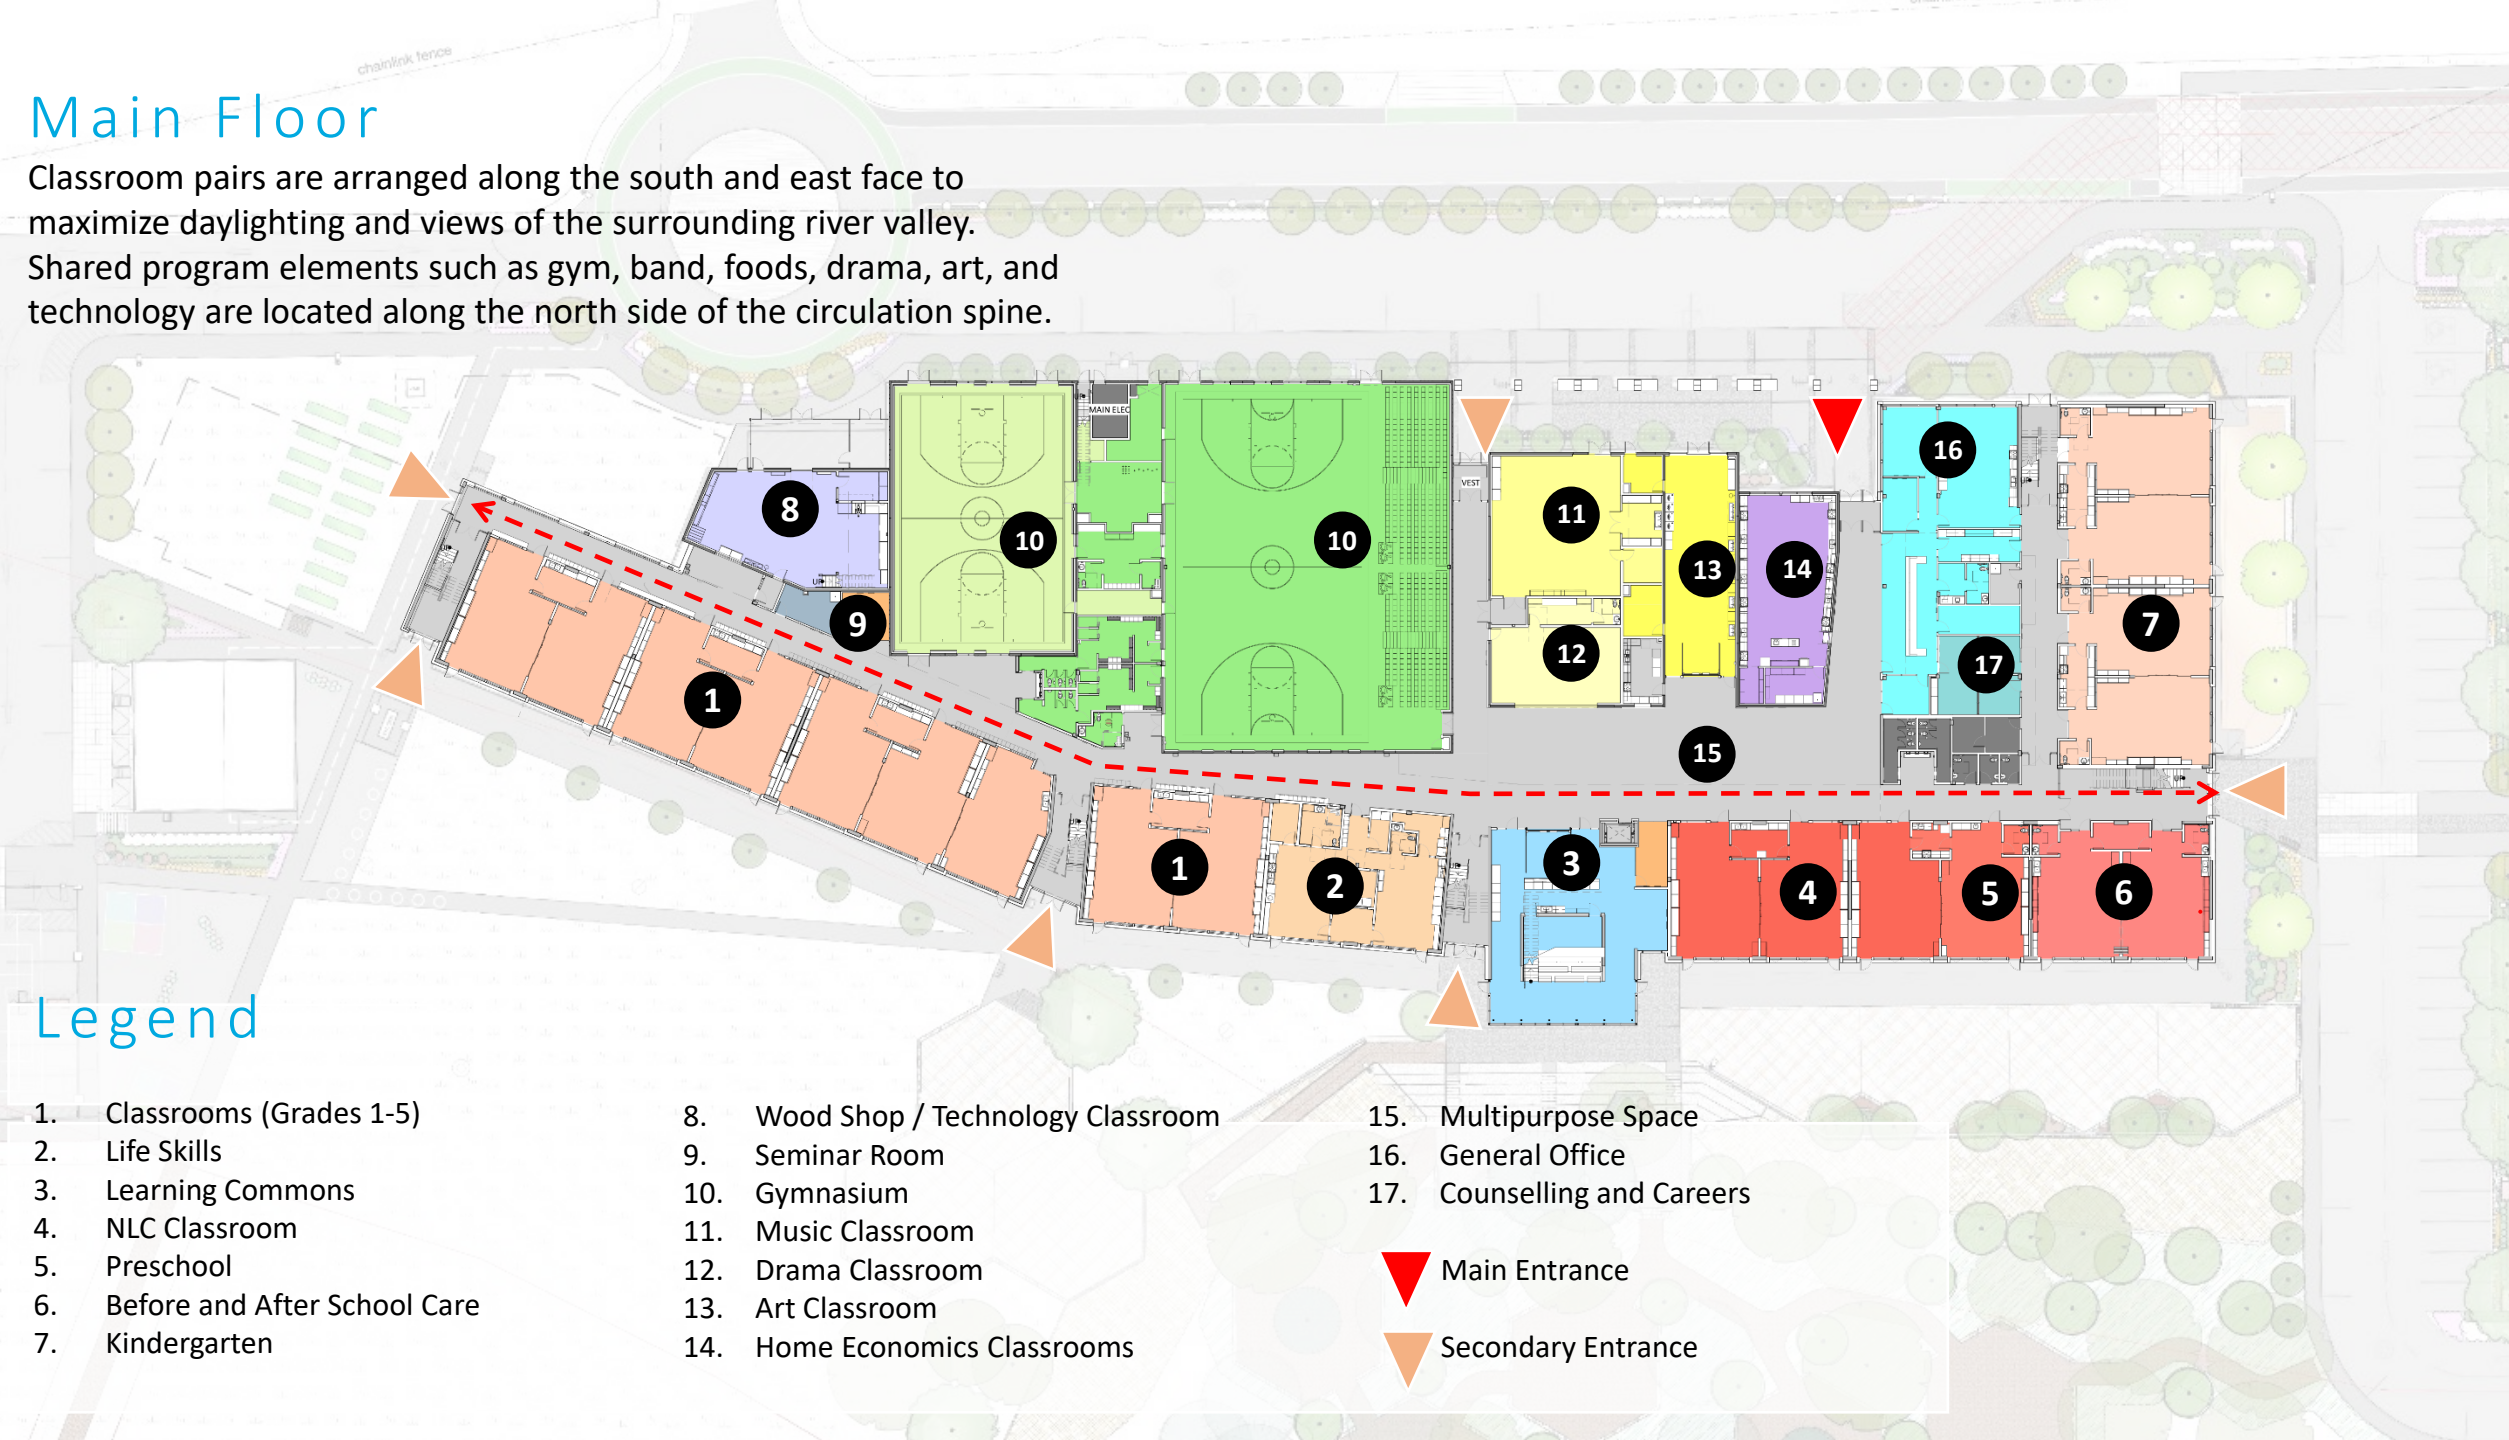 chainlink fence
Main Floor
Classroom pairs are arranged along the south and east face to
maximize daylighting and views of the surrounding river valley.
Shared program elements such as gym, band, foods, drama, art, and
technology are located along the north side of the circulation spine.
MAIN ELEC
UP
VEST
16
8
11
10
10
UP
13
14
UP
UP
9
12
7
17
1
15
UP
1
2
3
4
5
6
Legend
1. Classrooms (Grades 1-5)
2. Life Skills
3. Learning Commons
4. NLC Classroom
5. Preschool
6. Before and After School Care
7. Kindergarten
8. Wood Shop / Technology Classroom
9. Seminar Room
10. Gymnasium
11. Music Classroom
12. Drama Classroom
13. Art Classroom
14. Home Economics Classrooms
15. Multipurpose Space
16. General Office
17. Counselling and Careers
Main Entrance
Secondary Entrance